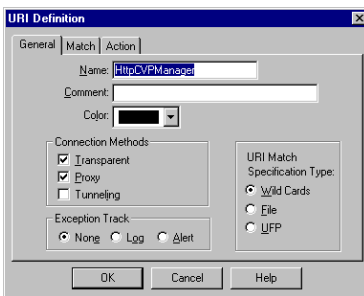 URI Definition
General Match Action
Name: HttpCVPManager
Comment:
Color:
Connection Methods
Transparent
Proxy
Tunneling
URI Match
Specification Type:
Wild Cards
File
UFP
Exception Track
None Log Alert
OK Cancel Help